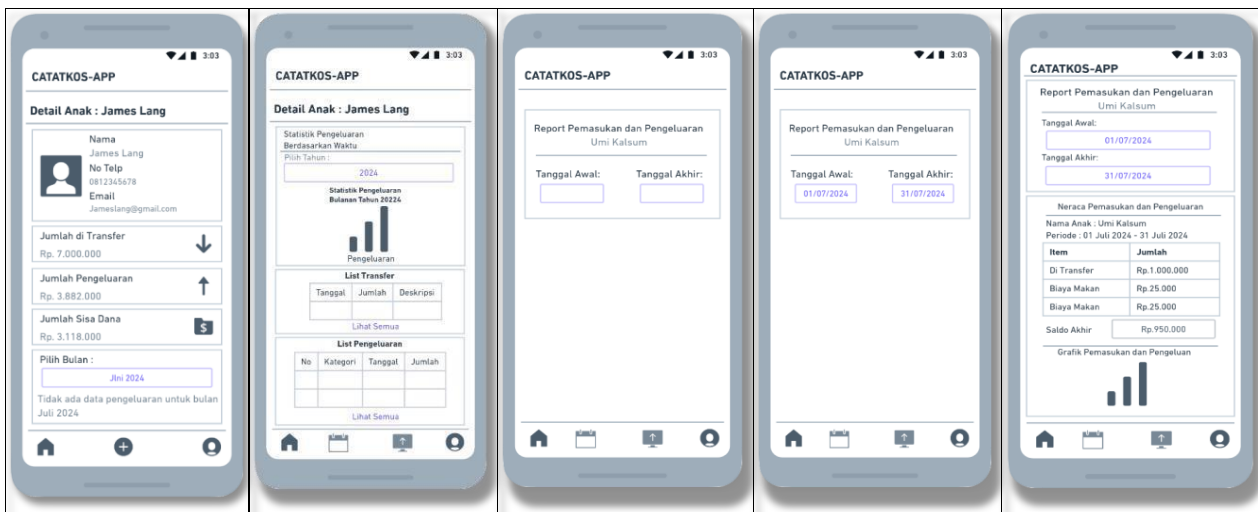 3:03
CATATKOS-APP
Detail Anak : James Lang
Nama
James Lang
No Telp
0812345678
Email
Jameslang@gmail.com
Jumlah di Transfer
Rp. 7.000.000
Jumlah Pengeluaran
Rp. 3.882.000
Jumlah Sisa Dana
Rp. 3.118.000
$
Pilih Bulan :
JIni 2024
Tidak ada data pengeluaran untuk bulan
Juli 2024
3:03
CATATKOS-APP
Detail Anak : James Lang
Statistik Pengeluaran
Berdasarkan Waktu
Pilih Tahun :
2024
Statistik Pengeluaran
Bulanan Tahun 20224
Pengeluaran
List Transfer
Tanggal Jumlah Deskripsi
Lihat Semua
List Pengeluaran
No Kategori Tanggal Jumlah
Lihat Semua
3:03
CATATKOS-APP
Report Pemasukan dan Pengeluaran
Umi Kalsum
Tanggal Awal: Tanggal Akhir:
3:03
CATATKOS-APP
Report Pemasukan dan Pengeluaran
Umi Kalsum
Tanggal Awal: Tanggal Akhir:
01/07/2024 31/07/2024
3:03
CATATKOS-APP
Report Pemasukan dan Pengeluaran
Umi Kalsum
Tanggal Awal:
01/07/2024
Tanggal Akhir:
31/07/2024
Neraca Pemasukan dan Pengeluaran
Nama Anak : Umi Kalsum
Periode : 01 Juli 2024 - 31 Juli 2024
Item Jumlah
Di Transfer Rp.1.000.000
Biaya Makan Rp.25.000
Biaya Makan Rp.25.000
Saldo Akhir Rp.950.000
Grafik Pemasukan dan Pengeluan